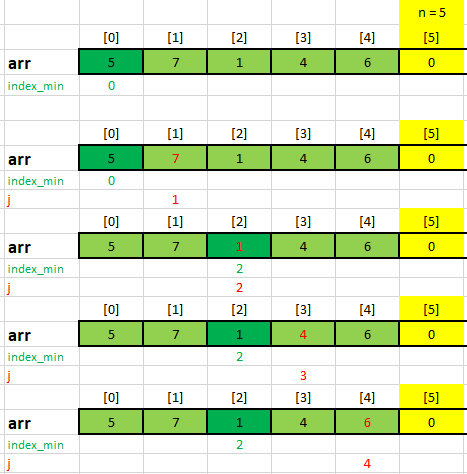 n = 5
[0] [1] [2] [3] [4] [5]
arr 5 7 1 4 6 0
index_min 0
[0] [1] [2] [3] [4] [5]
arr 5 7 1 4 6 0
index_min 0
j 1
[0] [1] [2] [3] [4] [5]
arr 5 7 1 4 6 0
index_min 2
j 2
[0] [1] [2] [3] [4] [5]
arr 5 7 1 4 6 0
index_min 2
j 3
[0] [1] [2] [3] [4] [5]
arr 5 7 1 4 6 0
index_min 2
j 4